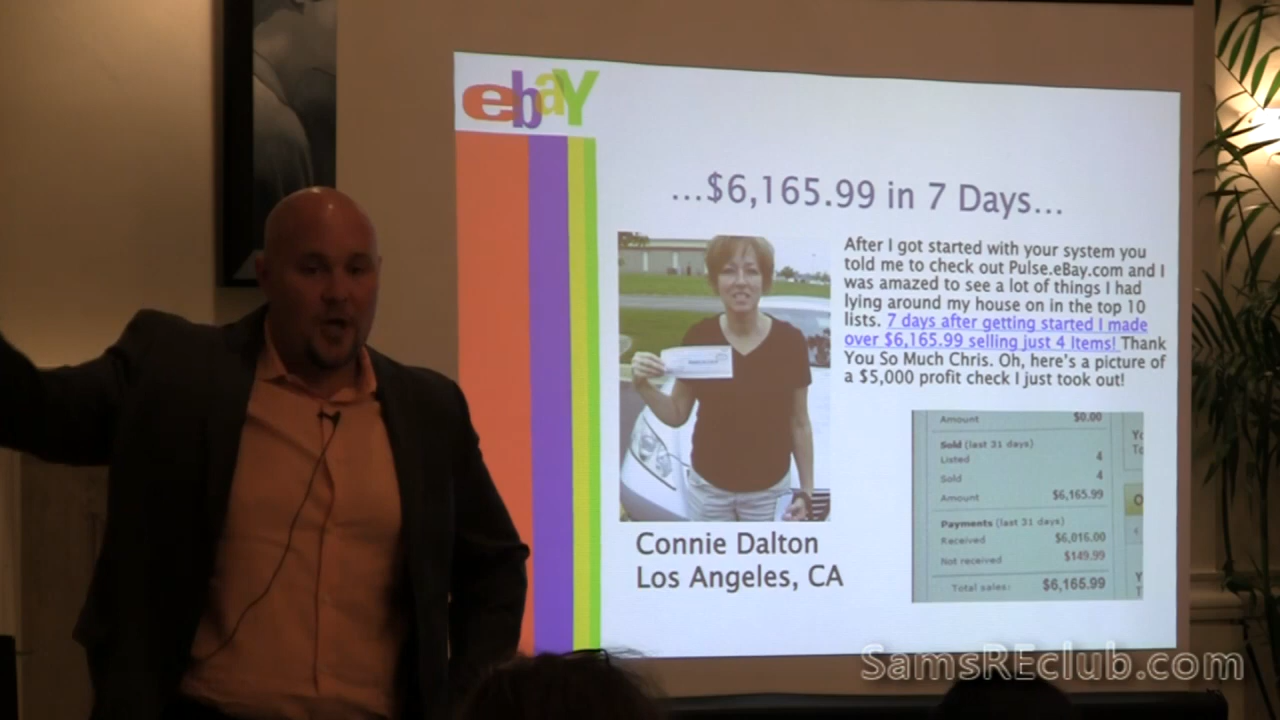 ebaY
...$6,165.99 in 7 Days...
After I got started with your system you
told me to check out Pulse.eBay.com and I
was amazed to see a lot of things I had
lying around my house on in the top 10
lists. 7 days after getting started I made
over $6,165.99 selling just 4 Items! Thank
You So Much Chris. Oh, here's a picture of
a $5,000 profit check I just took out!
Connie Dalton
Los Angeles, CA
Amount $0.00
Sold (last 31 days)
Listed 4
Sold 4
Amount $6,165.99
Payments (last 31 days)
Received $6,016.00
Not received $149.99
Total sales: $6,165.99
SamsREclub.com